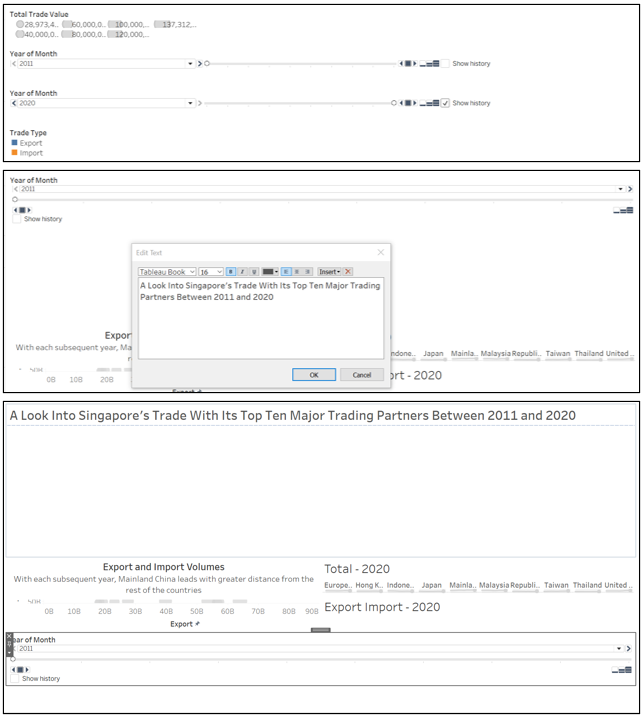 Total Trade Value
28,973,4.. 60,000,0.. 100,000,... 137,312,...
40,000,0.. 80,000,0.. 120,000,...
Year of Month
2011
Show history
Year of Month
2020
Show history
Trade Type
Export
Import
Year of Month
2011
Show history
Edit Text
Tableau Book 16 B I U Insert
A Look Into Singapore's Trade With Its Top Ten Major Trading
Partners Between 2011 and 2020
OK Cancel
Export
With each subsequent year, Ma
ndone.. Japan Mainla.. Malaysia Republi.. Taiwan Thailand United ..
0B 10B 20B
ort - 2020
A Look Into Singapore's Trade With Its Top Ten Major Trading Partners Between 2011 and 2020
Export and Import Volumes
With each subsequent year, Mainland China leads with greater distance from the
rest of the countries
0B 10B 20B 30B 40B 50B 60B 70B 80B 90B
Export
Total - 2020
Europe.. Hong K.. Indone.. Japan Mainla.. Malaysia Republi.. Taiwan Thailand United ..
Export Import - 2020
ear of Month
2011
Show history